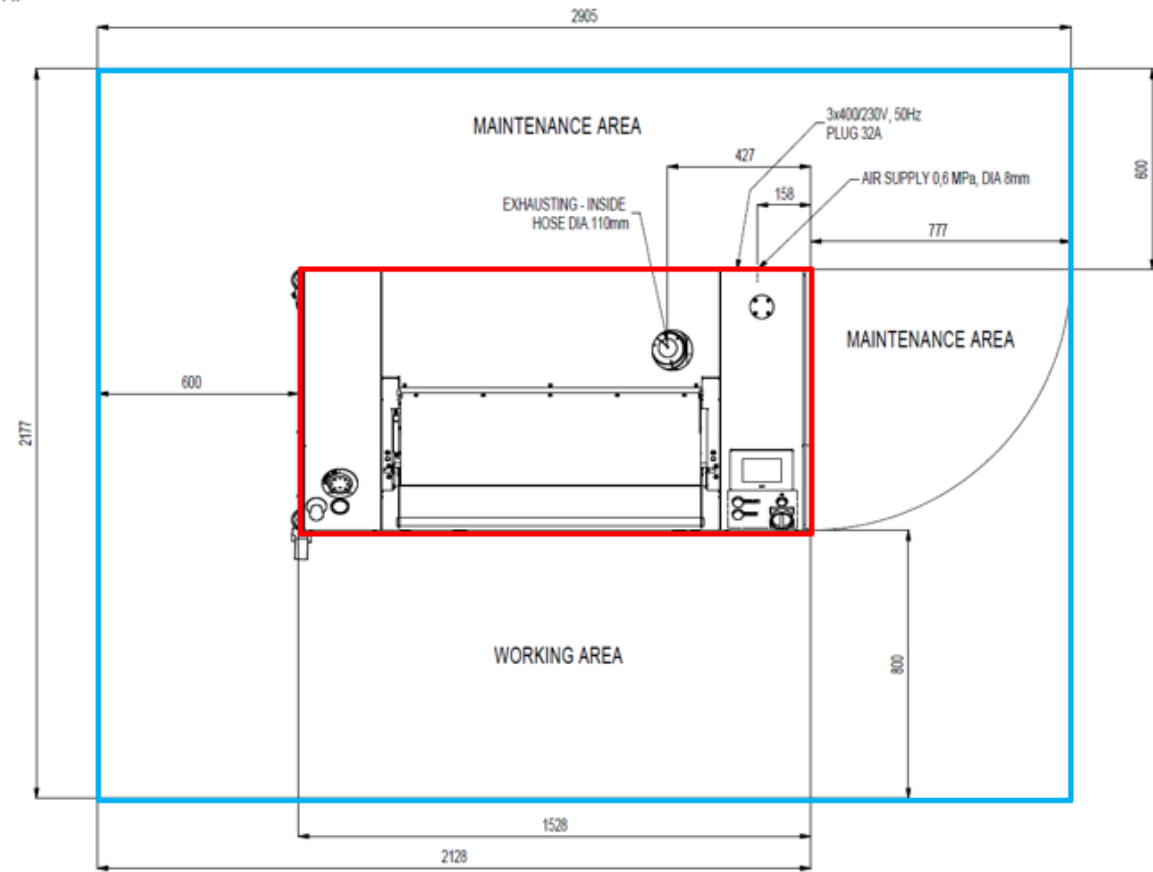 2905
MAINTENANCE AREA
3x400/230V, 50Hz
PLUG 32A
427
AIR SUPPLY 0,6 MPa, DIA 8mm
600
158
EXHAUSTING - INSIDE
HOSE DIA.110mm
777
MAINTENANCE AREA
600
2177
WORKING AREA
800
1528
2128